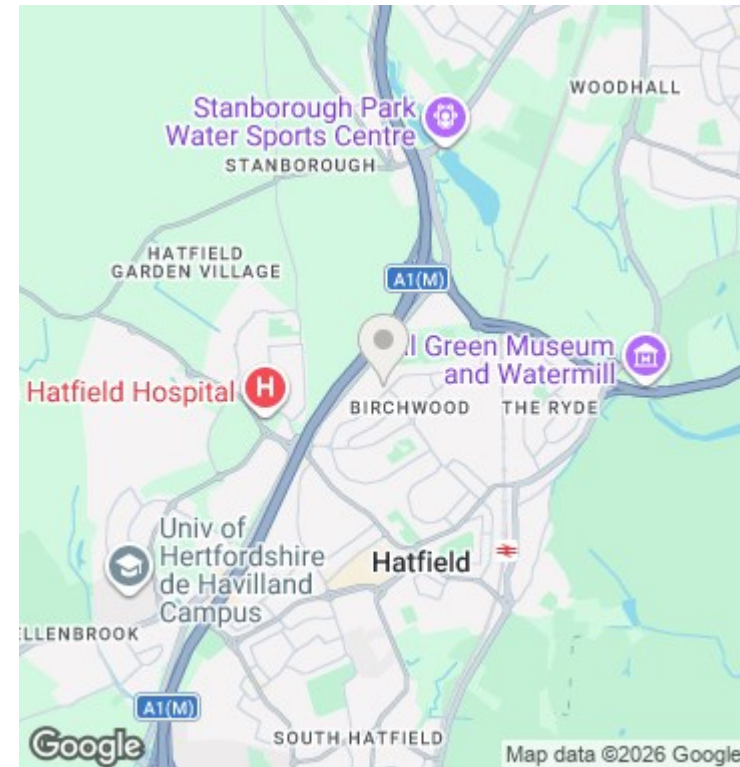 WOODHALL
Stanborough Park
Water Sports Centre
STANBOROUGH
HATFIELD
GARDEN VILLAGE
A1(M)
ll Green Museum
and Watermill
Hatfield Hospital
H
BIRCHWOOD
THE RYDE
Univ of
Hertfordshire
de Havilland
Campus
Hatfield
ELLENBROOK
A1(M)
SOUTH HATFIELD
Google
Map data ©2026 Google